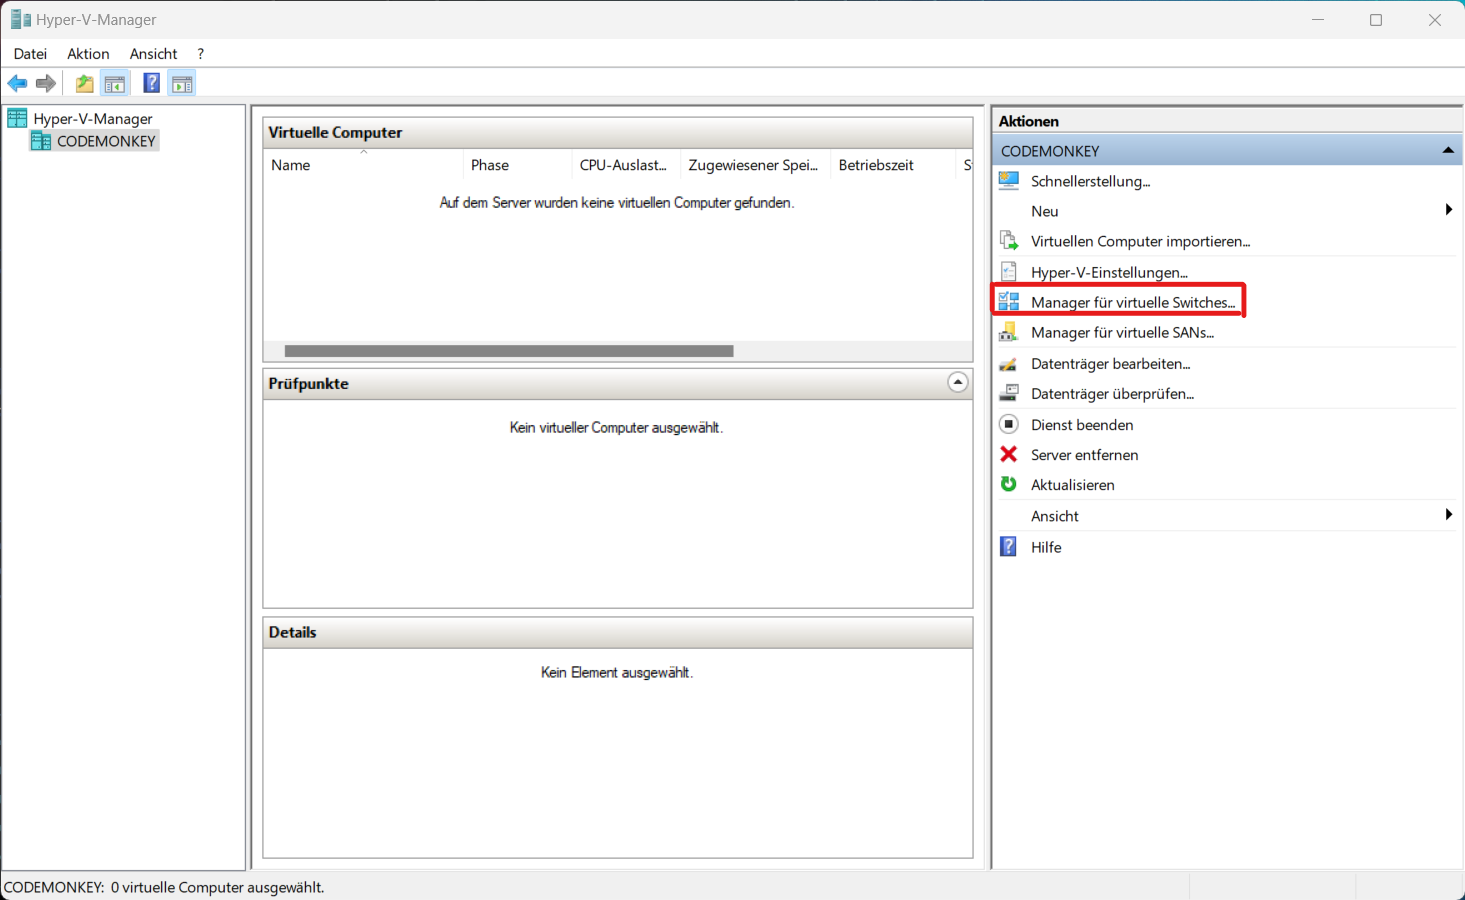 Hyper-V-Manager
Datei Aktion Ansicht ?
Hyper-V-Manager
CODEMONKEY
Virtuelle Computer
Name Phase CPU-Auslast... Zugewiesener Spei... Betriebszeit S
Auf dem Server wurden keine virtuellen Computer gefunden.
Prüfpunkte
Kein virtueller Computer ausgewählt.
Details
Kein Element ausgewählt.
Aktionen
CODEMONKEY
Schnellerstellung...
Neu
Virtuellen Computer importieren...
Hyper-V-Einstellungen...
Manager für virtuelle Switches...
Manager für virtuelle SANs...
Datenträger bearbeiten...
Datenträger überprüfen...
Dienst beenden
Server entfernen
Aktualisieren
Ansicht
Hilfe
CODEMONKEY: 0 virtuelle Computer ausgewählt.